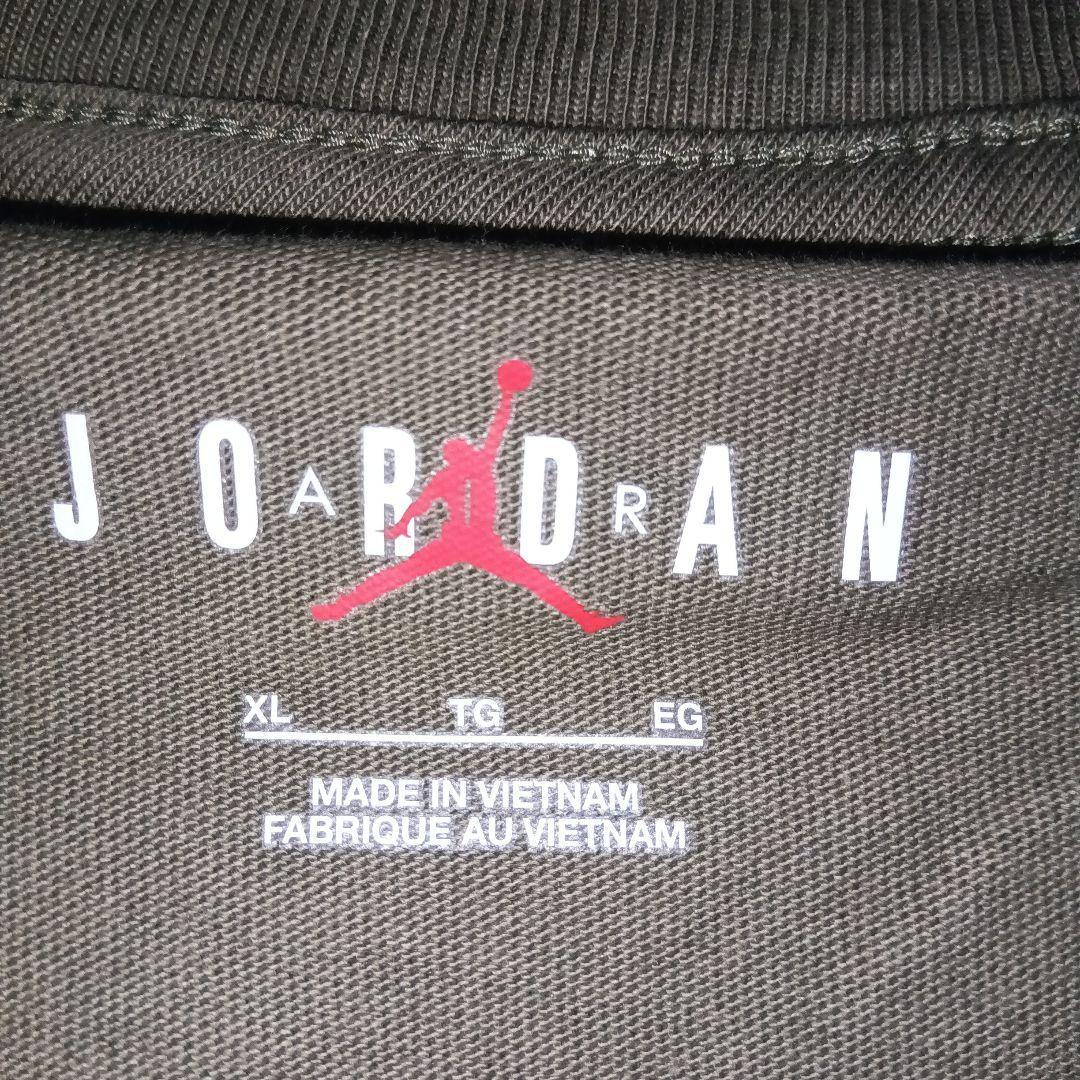 JORDAN
AIR
XL TG EG
MADE IN VIETNAM
FABRIQUE AU VIETNAM